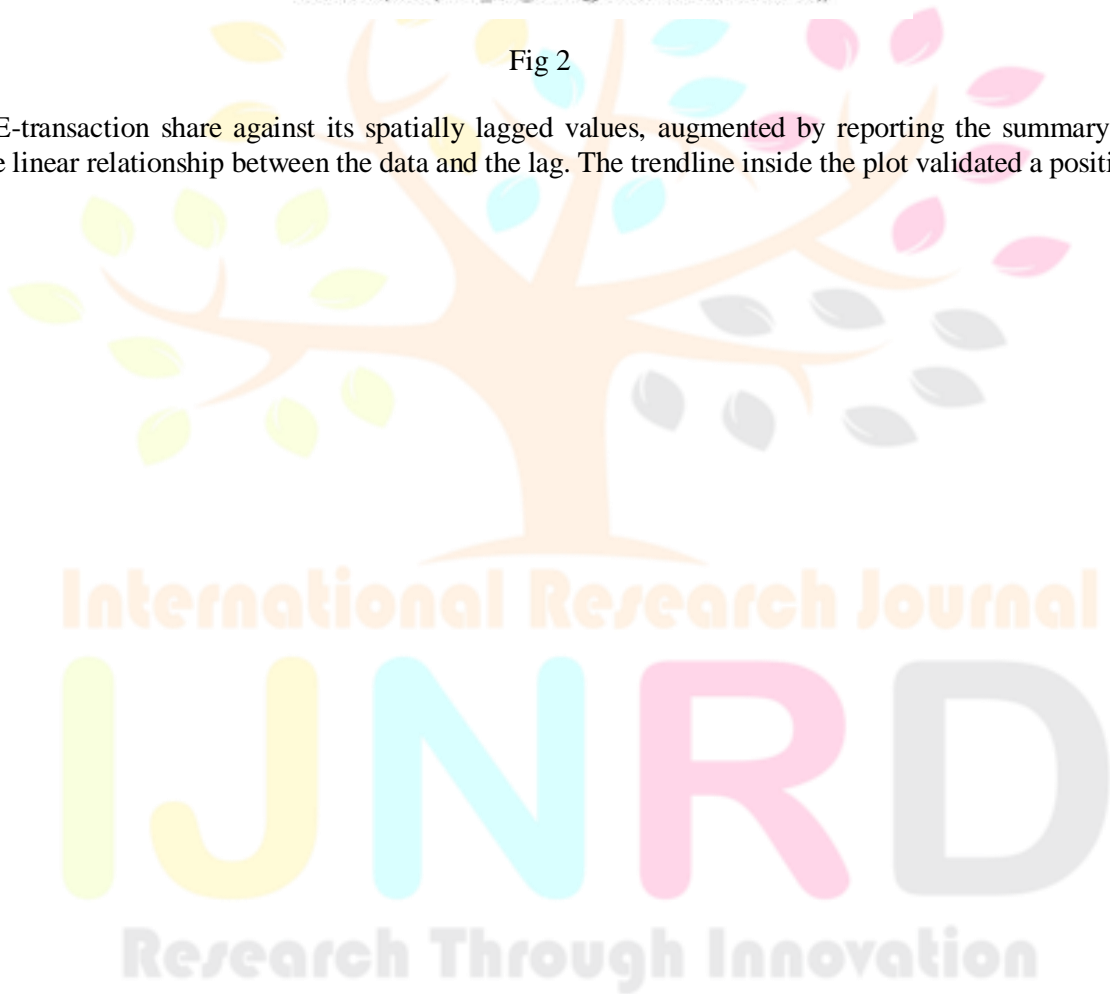 Fig 2
E-transaction share against its spatially lagged values, augmented by reporting the summary
linear relationship between the data and the lag. The trendline inside the plot validated a
International Research Journal
IJNRD
Research Through Innovation